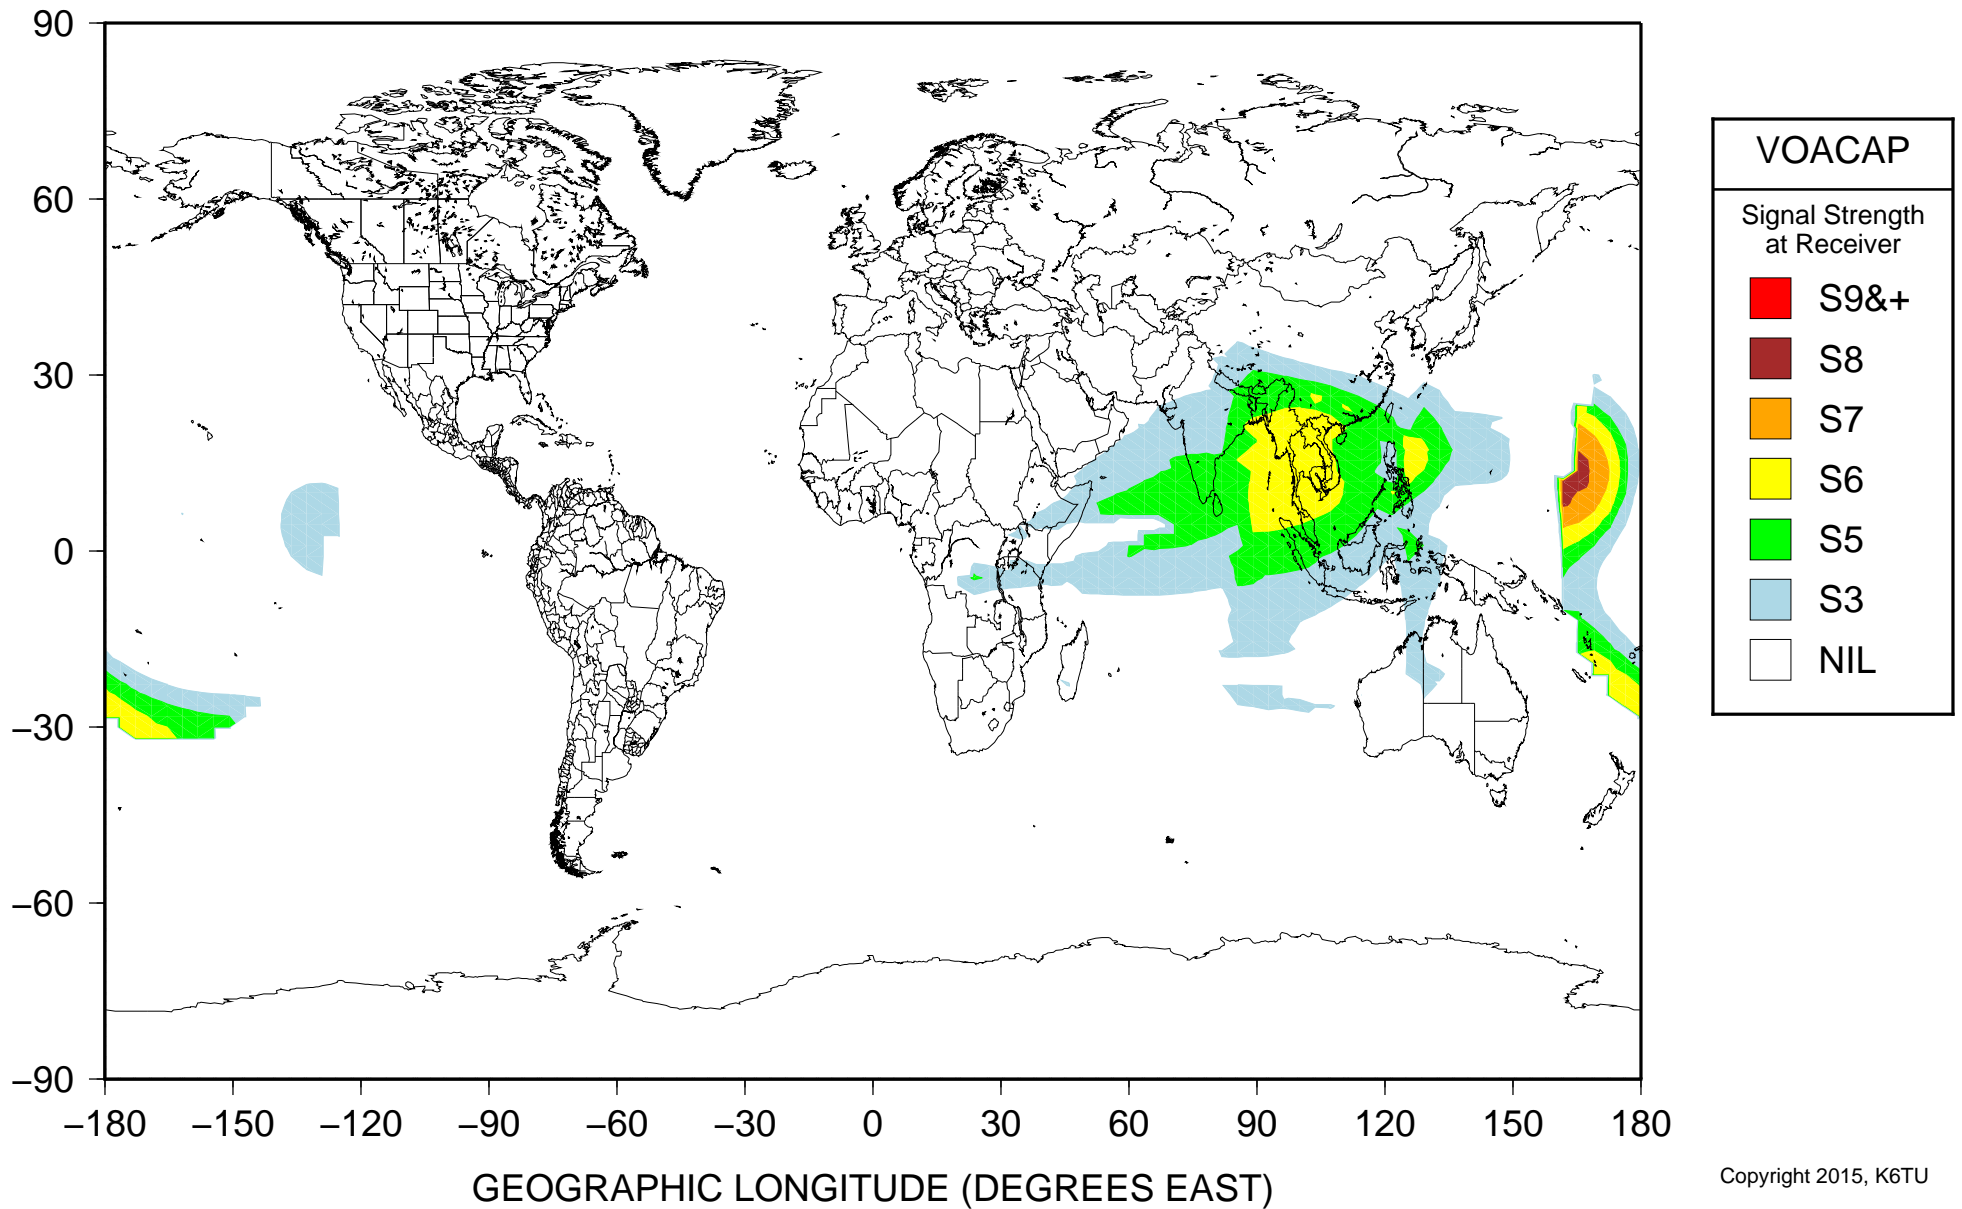 90
60
30
0
−30
−60
−90
−180 −150 −120 −90 −60 −30 0 30 60 90 120 150 180
GEOGRAPHIC LONGITUDE (DEGREES EAST)
VOACAP
Signal Strength
at Receiver
S9&+
S8
S7
S6
S5
S3
NIL
Copyright 2015, K6TU